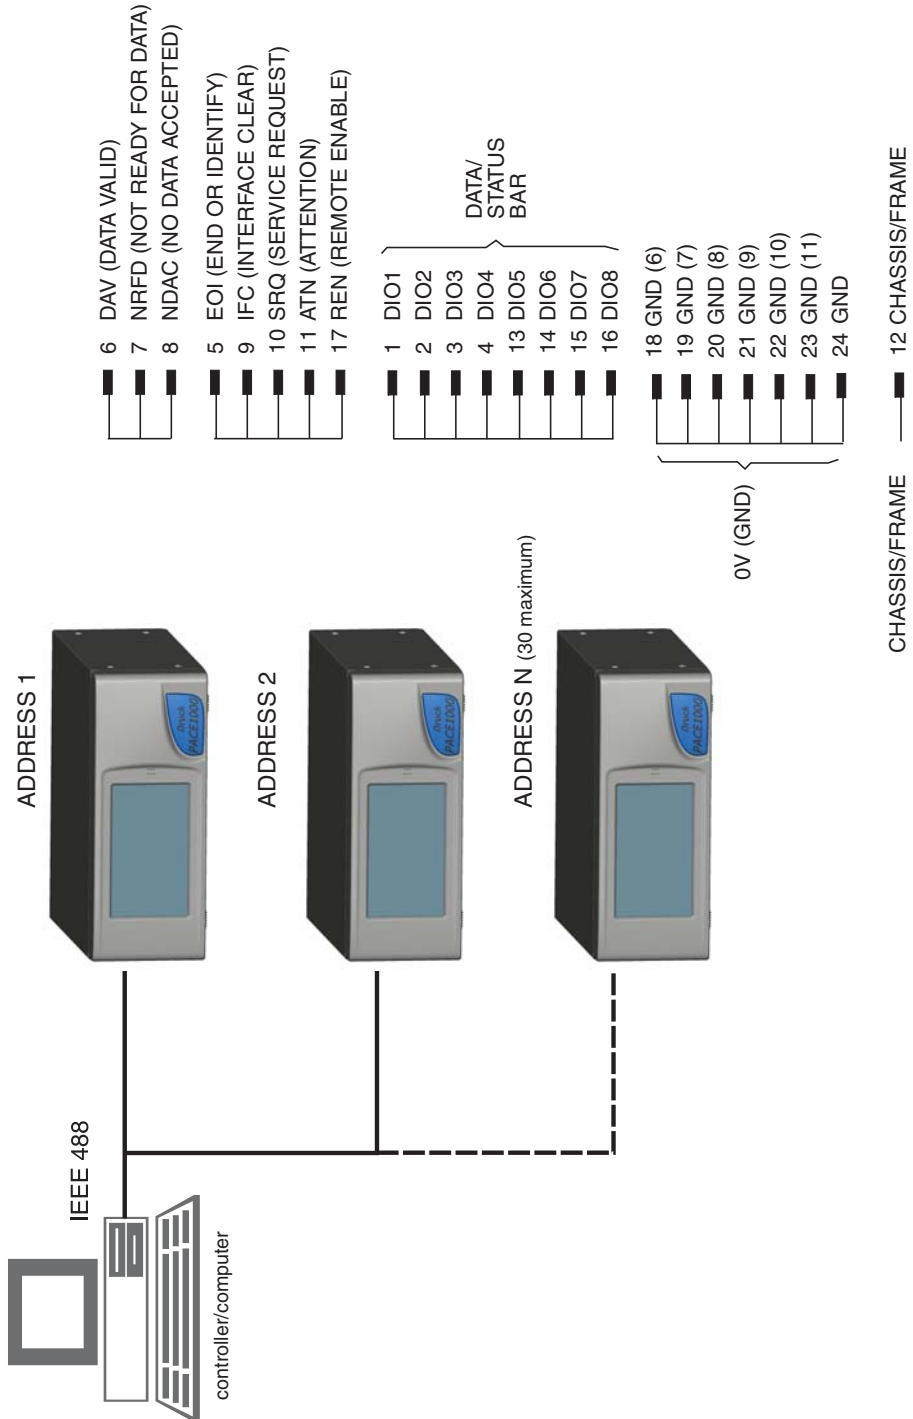 IEEE 488
controller/computer
ADDRESS 1
Druck
PACE1000
ADDRESS 2
Druck
PACE1000
ADDRESS N (30 maximum)
Druck
PACE1000
6 DAV (DATA VALID)
7 NRFD (NOT READY FOR DATA)
8 NDAC (NO DATA ACCEPTED)
5 EOI (END OR IDENTIFY)
9 IFC (INTERFACE CLEAR)
10 SRQ (SERVICE REQUEST)
11 ATN (ATTENTION)
17 REN (REMOTE ENABLE)
1 DIO1
2 DIO2
3 DIO3
4 DIO4
13 DIO5
14 DIO6
15 DIO7
16 DIO8
DATA/
STATUS
BAR
0V (GND)
18 GND (6)
19 GND (7)
20 GND (8)
21 GND (9)
22 GND (10)
23 GND (11)
24 GND
CHASSIS/FRAME
12 CHASSIS/FRAME